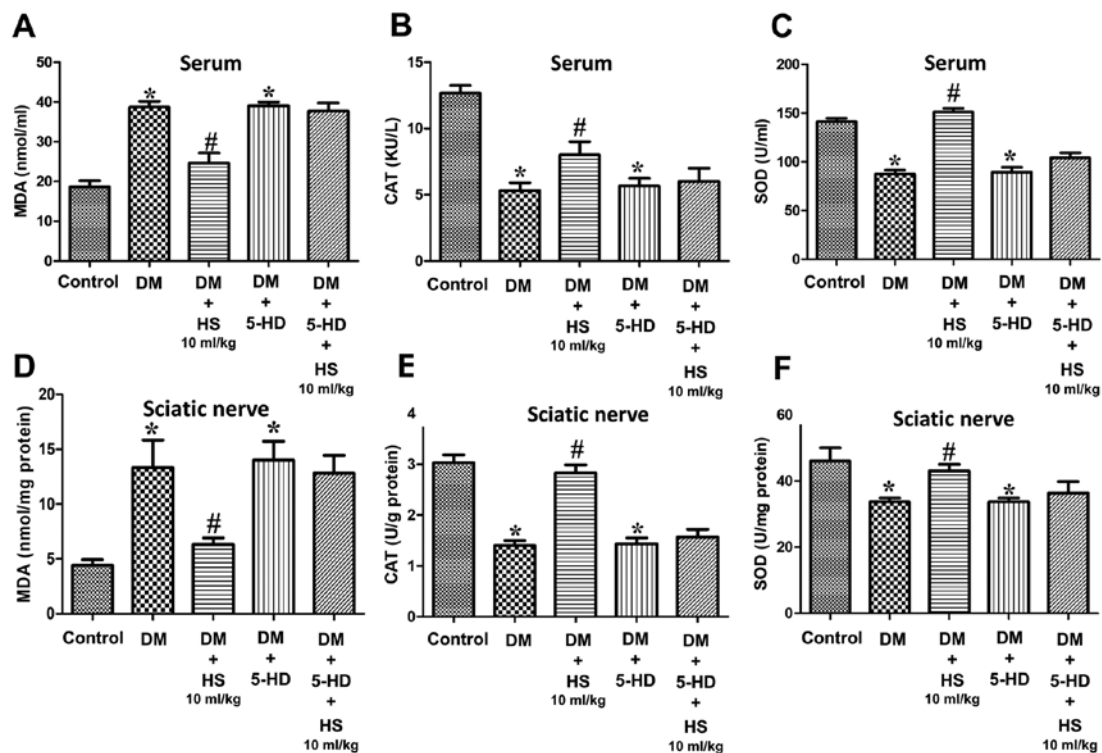 A
Serum
MDA (nmol/ml)
50
40
30
20
10
0
*
#
*
Control DM DM DM DM
+ + +
HS 5-HD 5-HD
10 ml/kg +
HS
10 ml/kg
B
Serum
CAT (KU/L)
15
10
5
0
*
#
*
Control DM DM DM DM
+ + +
HS 5-HD 5-HD
10 ml/kg +
HS
10 ml/kg
C
Serum
SOD (U/ml)
200
150
100
50
0
*
#
*
Control DM DM DM DM
+ + +
HS 5-HD 5-HD
10 ml/kg +
HS
10 ml/kg
D
Sciatic nerve
MDA (nmol/mg protein)
20
15
10
5
0
*
#
*
Control DM DM DM DM
+ + +
HS 5-HD 5-HD
10 ml/kg +
HS
10 ml/kg
E
Sciatic nerve
CAT (U/g protein)
4
3
2
1
0
*
#
*
Control DM DM DM DM
+ + +
HS 5-HD 5-HD
10 ml/kg +
HS
10 ml/kg
F
Sciatic nerve
SOD (U/mg protein)
60
40
20
0
*
#
*
Control DM DM DM DM
+ + +
HS 5-HD 5-HD
10 ml/kg +
HS
10 ml/kg